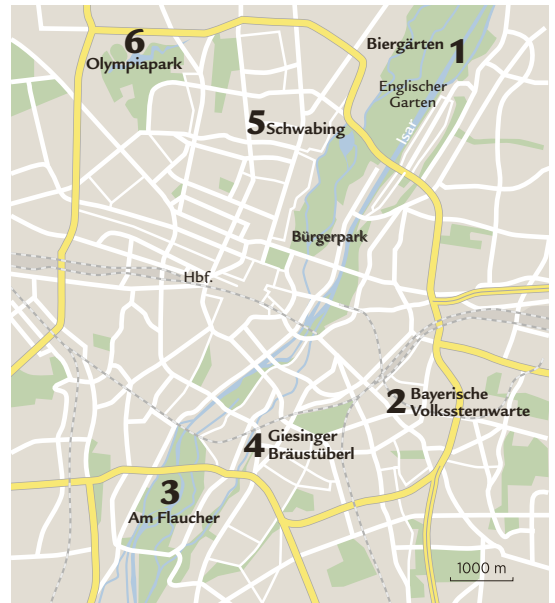 6
Olympiapark
Biergärten 1
Englischer
Garten
Isar
5 Schwabing
Bürgerpark
Hbf.
2 Bayerische
Volkssternwarte
4 Giesinger
Bräustüberl
3
Am Flaucher
1000 m